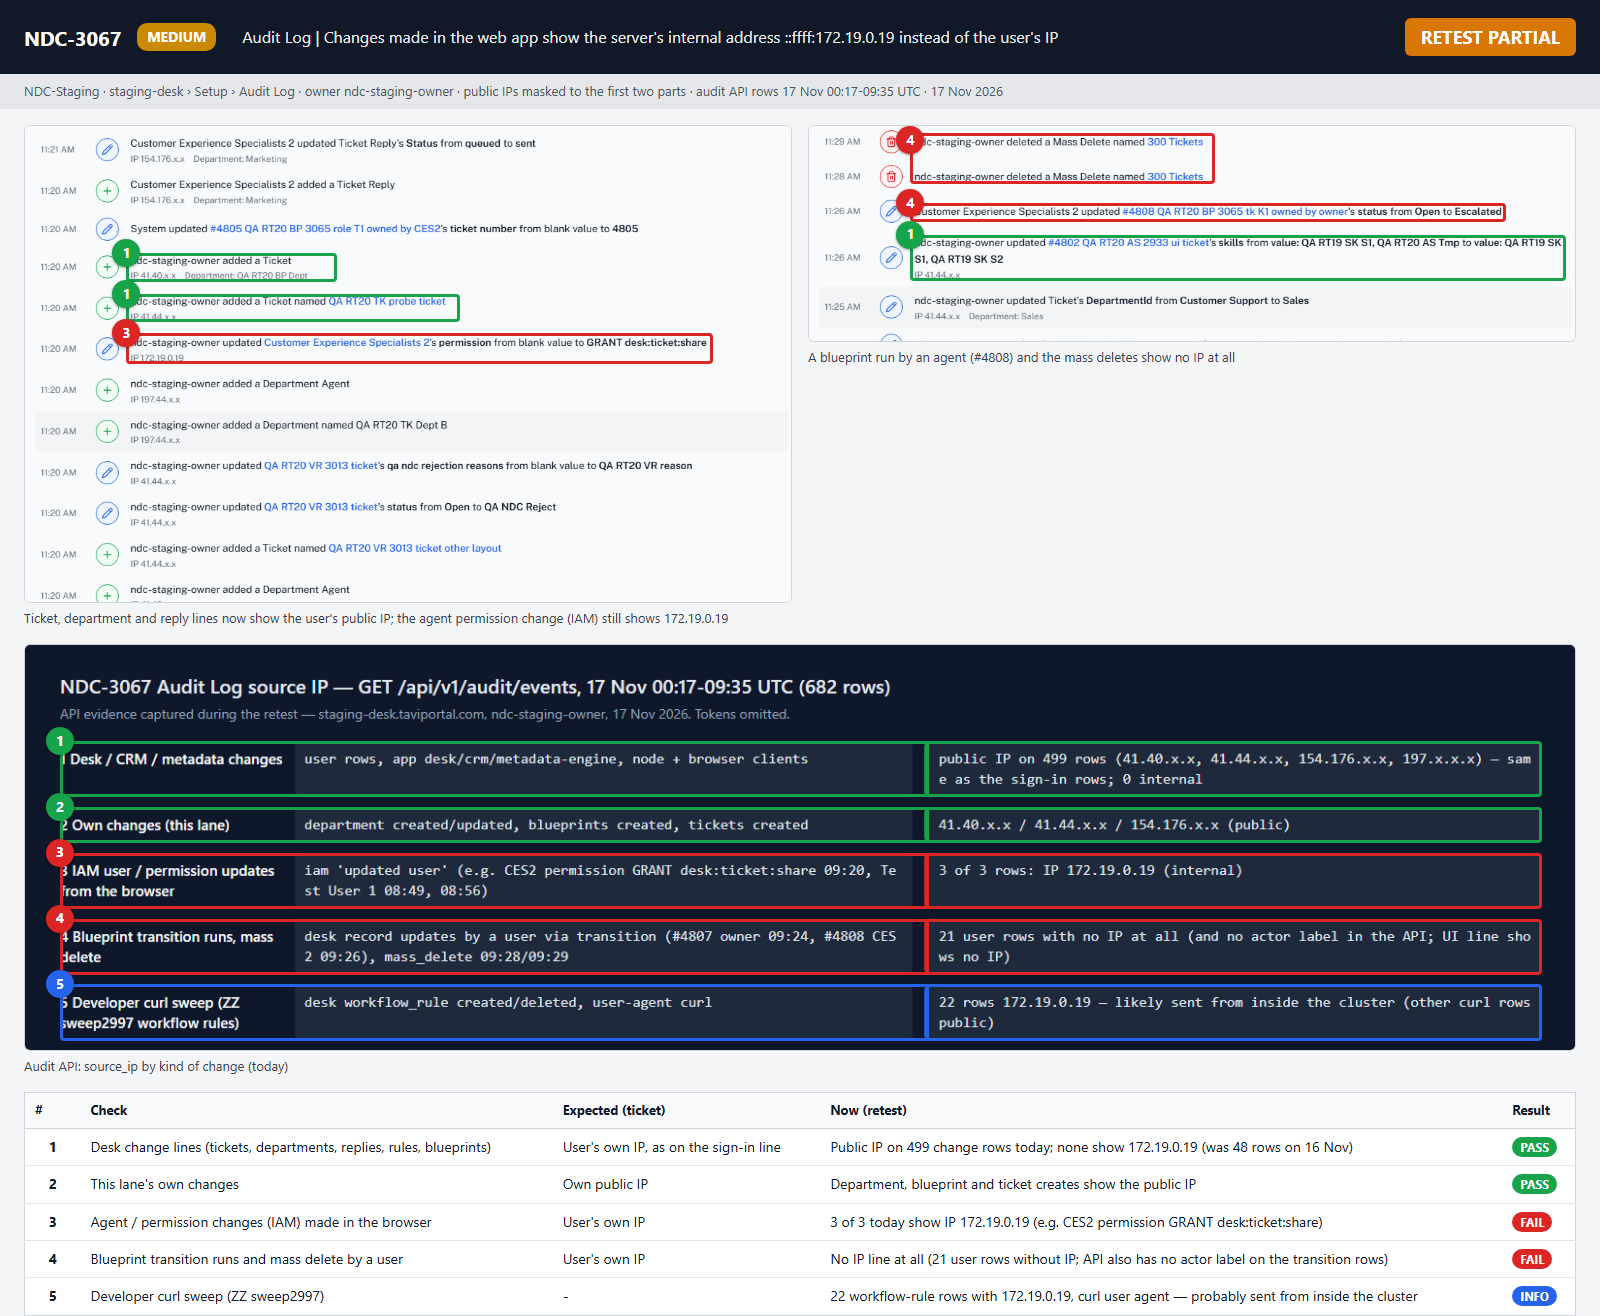 NDC-3067 MEDIUM Audit Log | Changes made in the web app show the server's internal address ::ffff:172.19.0.19 instead of the user's IP RETEST PARTIAL
NDC-Staging · staging-desk › Setup › Audit Log · owner ndc-staging-owner · public IPs masked to the first two parts · audit API rows 17 Nov 00:17-09:35 UTC · 17 Nov 2026
11:21 AM Customer Experience Specialists 2 updated Ticket Reply's Status from queued to sent
IP 154.176.x.x Department: Marketing
11:20 AM Customer Experience Specialists 2 added a Ticket Reply
IP 154.176.x.x Department: Marketing
11:20 AM System updated #4805 QA RT20 BP 3065 role T1 owned by CES2's ticket number from blank value to 4805
1
11:20 AM ndc-staging-owner added a Ticket
IP 41.40.x.x Department: QA RT20 BP Dept
1
11:20 AM ndc-staging-owner added a Ticket named QA RT20 TK probe ticket
IP 41.44.x.x
3
11:20 AM ndc-staging-owner updated Customer Experience Specialists 2's permission from blank value to GRANT desk:ticket:share
IP 172.19.0.19
11:20 AM ndc-staging-owner added a Department Agent
IP 197.44.x.x
11:20 AM ndc-staging-owner added a Department named QA RT20 TK Dept B
IP 197.44.x.x
11:20 AM ndc-staging-owner updated QA RT20 VR 3013 ticket's qa ndc rejection reasons from blank value to QA RT20 VR reason
IP 41.44.x.x
11:20 AM ndc-staging-owner updated QA RT20 VR 3013 ticket's status from Open to QA NDC Reject
IP 41.44.x.x
11:20 AM ndc-staging-owner added a Ticket named QA RT20 VR 3013 ticket other layout
IP 41.44.x.x
11:20 AM ndc-staging-owner added a Department Agent
Ticket, department and reply lines now show the user's public IP; the agent permission change (IAM) still shows 172.19.0.19
4
11:29 AM ndc-staging-owner deleted a Mass Delete named 300 Tickets
11:28 AM ndc-staging-owner deleted a Mass Delete named 300 Tickets
4
11:26 AM Customer Experience Specialists 2 updated #4808 QA RT20 BP 3065 tk K1 owned by owner's status from Open to Escalated
1
11:26 AM ndc-staging-owner updated #4802 QA RT20 AS 2933 ui ticket's skills from value: QA RT19 SK S1, QA RT20 AS Tmp to value: QA RT19 SK
S1, QA RT19 SK S2
IP 41.44.x.x
11:25 AM ndc-staging-owner updated Ticket's DepartmentId from Customer Support to Sales
IP 41.44.x.x Department: Sales
A blueprint run by an agent (#4808) and the mass deletes show no IP at all
NDC-3067 Audit Log source IP — GET /api/v1/audit/events, 17 Nov 00:17-09:35 UTC (682 rows)
API evidence captured during the retest — staging-desk.taviportal.com, ndc-staging-owner, 17 Nov 2026. Tokens omitted.
1
1 Desk / CRM / metadata changes user rows, app desk/crm/metadata-engine, node + browser clients public IP on 499 rows (41.40.x.x, 41.44.x.x, 154.176.x.x, 197.x.x.x) — sam
e as the sign-in rows; 0 internal
2
2 Own changes (this lane) department created/updated, blueprints created, tickets created 41.40.x.x / 41.44.x.x / 154.176.x.x (public)
3
3 IAM user / permission updates iam 'updated user' (e.g. CES2 permission GRANT desk:ticket:share 09:20, Te 3 of 3 rows: IP 172.19.0.19 (internal)
from the browser st User 1 08:49, 08:56)
4
4 Blueprint transition runs, mass desk record updates by a user via transition (#4807 owner 09:24, #4808 CES 21 user rows with no IP at all (and no actor label in the API; UI line sho
delete 2 09:26), mass_delete 09:28/09:29 ws no IP)
5
5 Developer curl sweep (ZZ desk workflow_rule created/deleted, user-agent curl 22 rows 172.19.0.19 — likely sent from inside the cluster (other curl rows
sweep2997 workflow rules) public)
Audit API: source_ip by kind of change (today)
# Check Expected (ticket) Now (retest) Result
1 Desk change lines (tickets, departments, replies, rules, blueprints) User's own IP, as on the sign-in line Public IP on 499 change rows today; none show 172.19.0.19 (was 48 rows on 16 Nov) PASS
2 This lane's own changes Own public IP Department, blueprint and ticket creates show the public IP PASS
3 Agent / permission changes (IAM) made in the browser User's own IP 3 of 3 today show IP 172.19.0.19 (e.g. CES2 permission GRANT desk:ticket:share) FAIL
4 Blueprint transition runs and mass delete by a user User's own IP No IP line at all (21 user rows without IP; API also has no actor label on the transition rows) FAIL
5 Developer curl sweep (ZZ sweep2997) - 22 workflow-rule rows with 172.19.0.19, curl user agent — probably sent from inside the cluster INFO